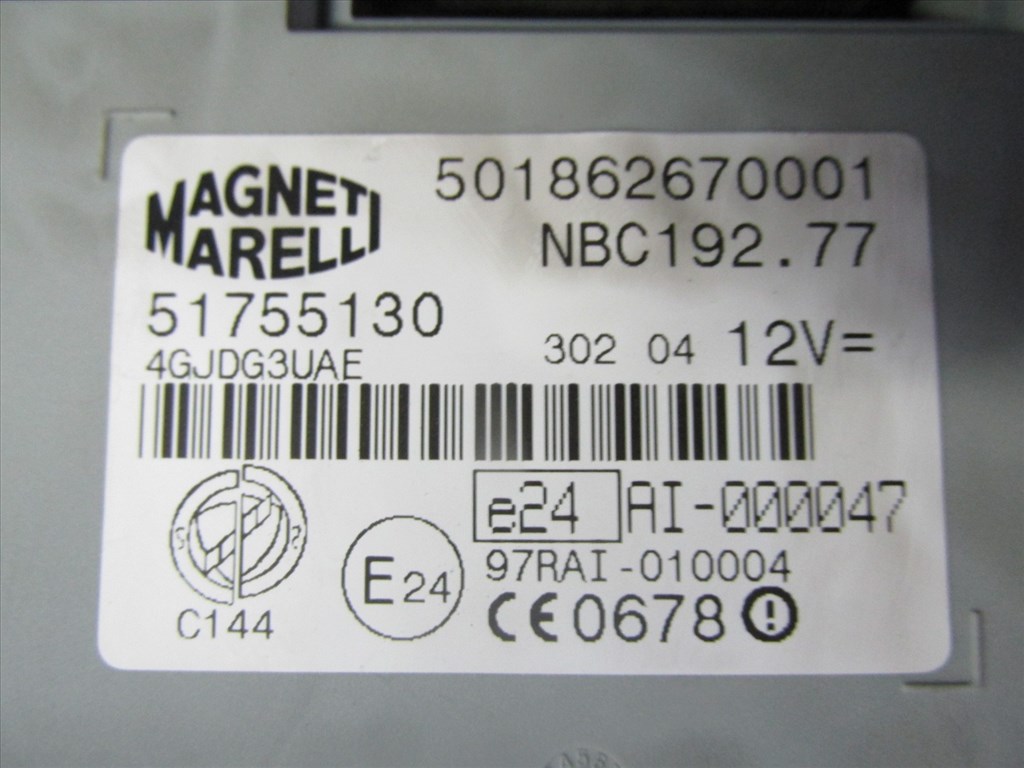 MAGNETI
MARELLI
501862670001
NBC192.77
51755130
4GJDG3UAE
302 04 12V=
e24 AI-000047
97RAI-010004
E24
C144
CE0678